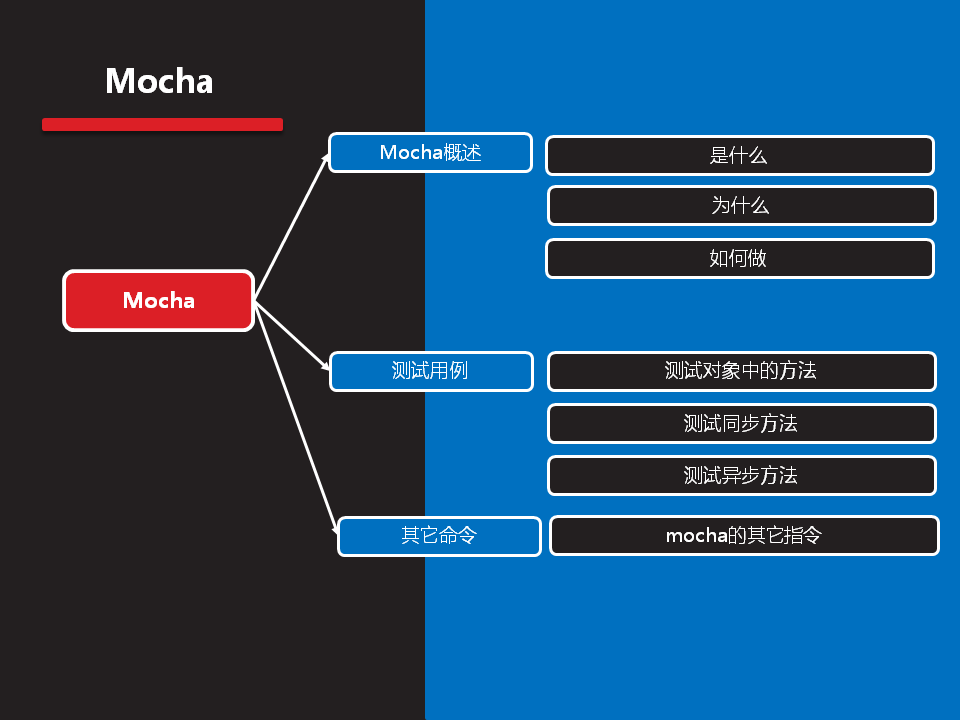 Mocha
Mocha
Mocha概述
是什么
为什么
如何做
测试用例
测试对象中的方法
测试同步方法
测试异步方法
其它命令
mocha的其它指令